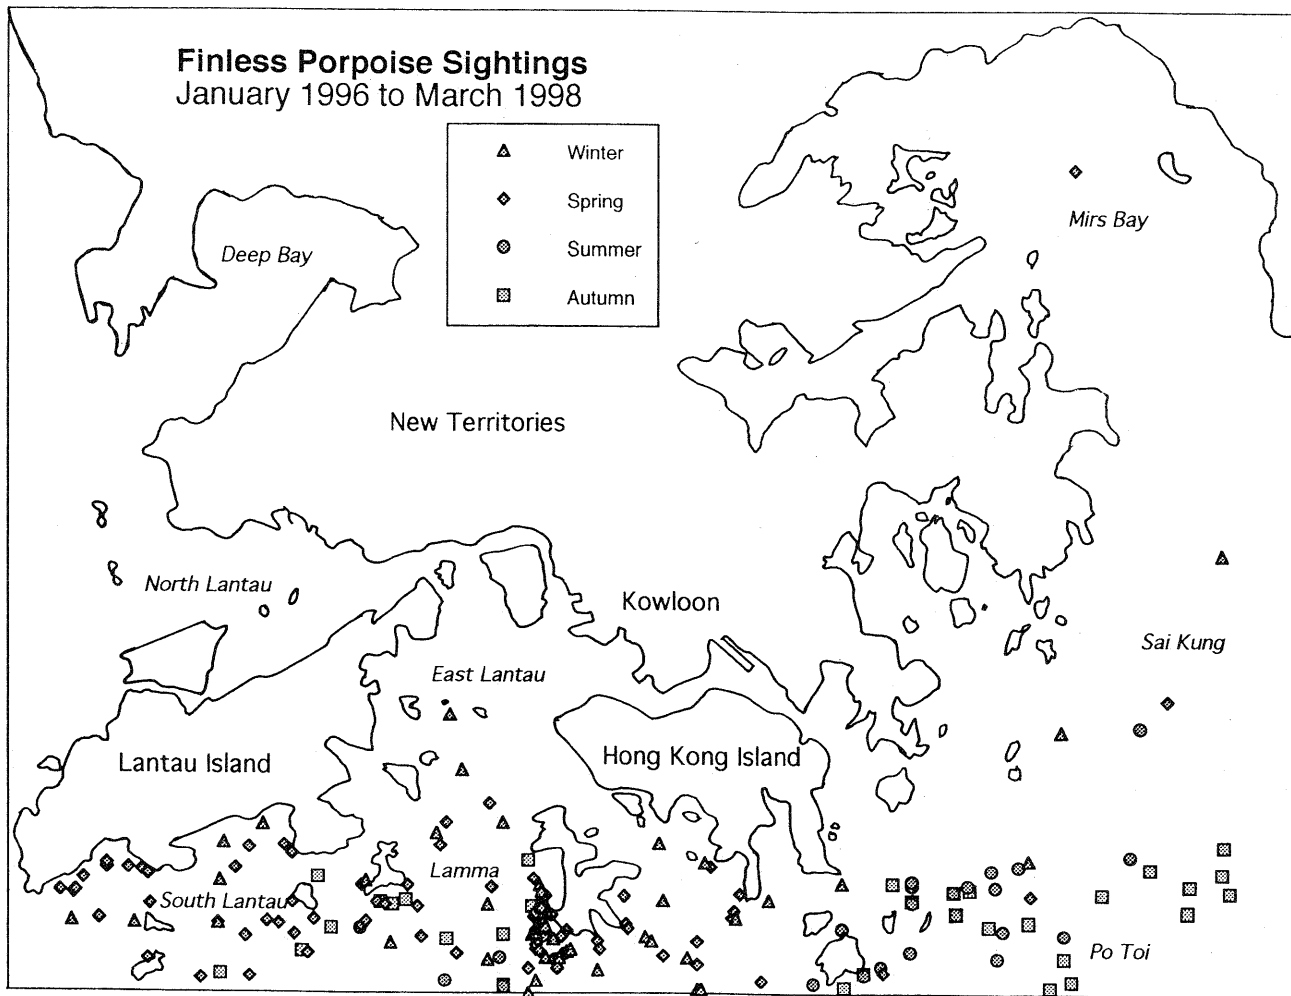 Finless Porpoise Sightings
January 1996 to March 1998
Winter
Spring
Summer
Autumn
Mirs Bay
Deep Bay
New Territories
North Lantau
Kowloon
Sai Kung
East Lantau
Lantau Island
Hong Kong Island
Lamma
South Lantau
Po Toi